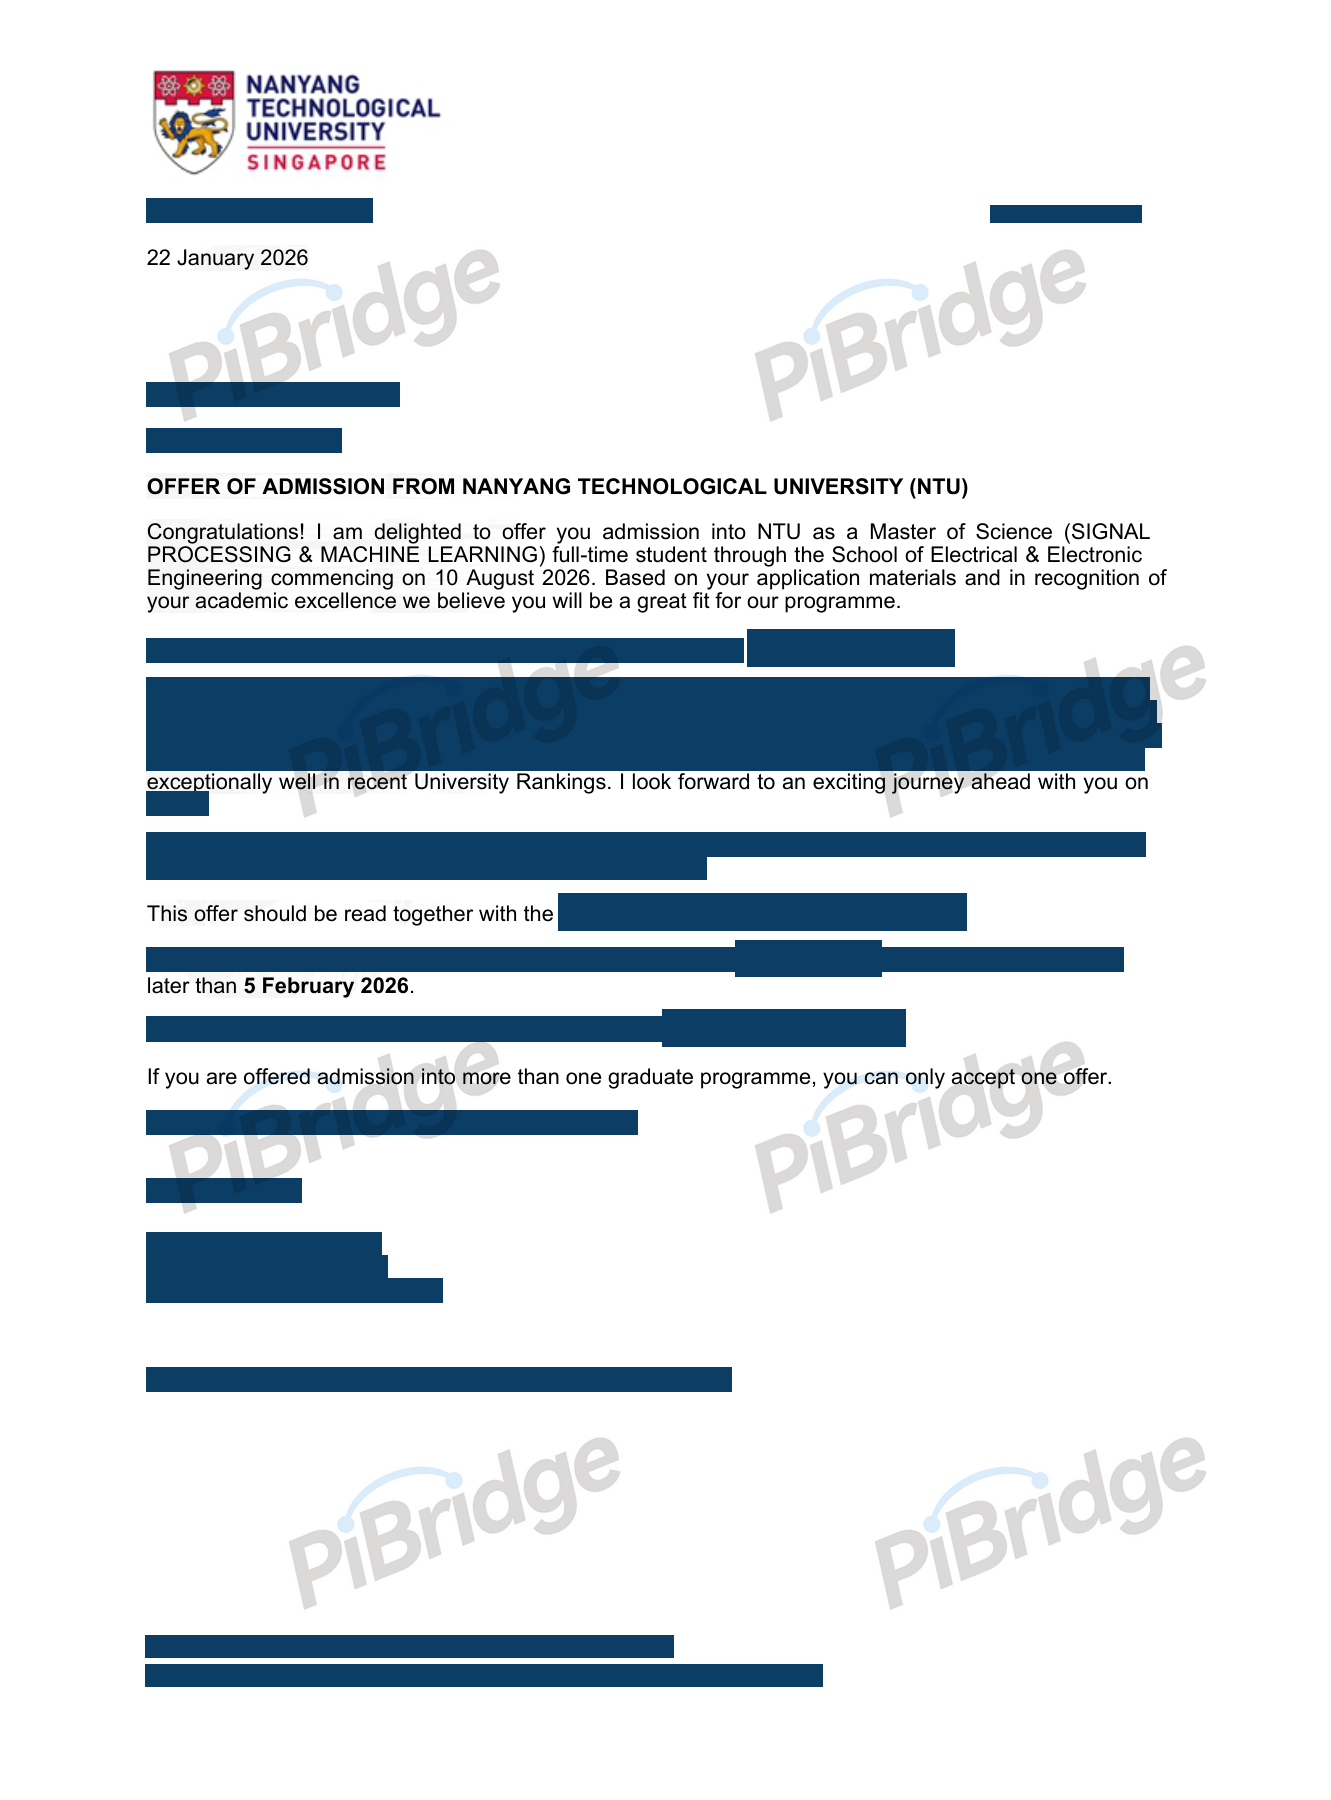 NANYANG
TECHNOLOGICAL
UNIVERSITY
SINGAPORE
22 January 2026
PiBridge PiBridge
OFFER OF ADMISSION FROM NANYANG TECHNOLOGICAL UNIVERSITY (NTU)
Congratulations! I am delighted to offer you admission into NTU as a Master of Science (SIGNAL
PROCESSING & MACHINE LEARNING) full-time student through the School of Electrical & Electronic
Engineering commencing on 10 August 2026. Based on your application materials and in recognition of
your academic excellence we believe you will be a great fit for our programme.
PiBridge PiBridge
exceptionally well in recent University Rankings. I look forward to an exciting journey ahead with you on
This offer should be read together with the
later than 5 February 2026.
If you are offered admission into more than one graduate programme, you can only accept one offer.
PiBridge PiBridge
PiBridge PiBridge